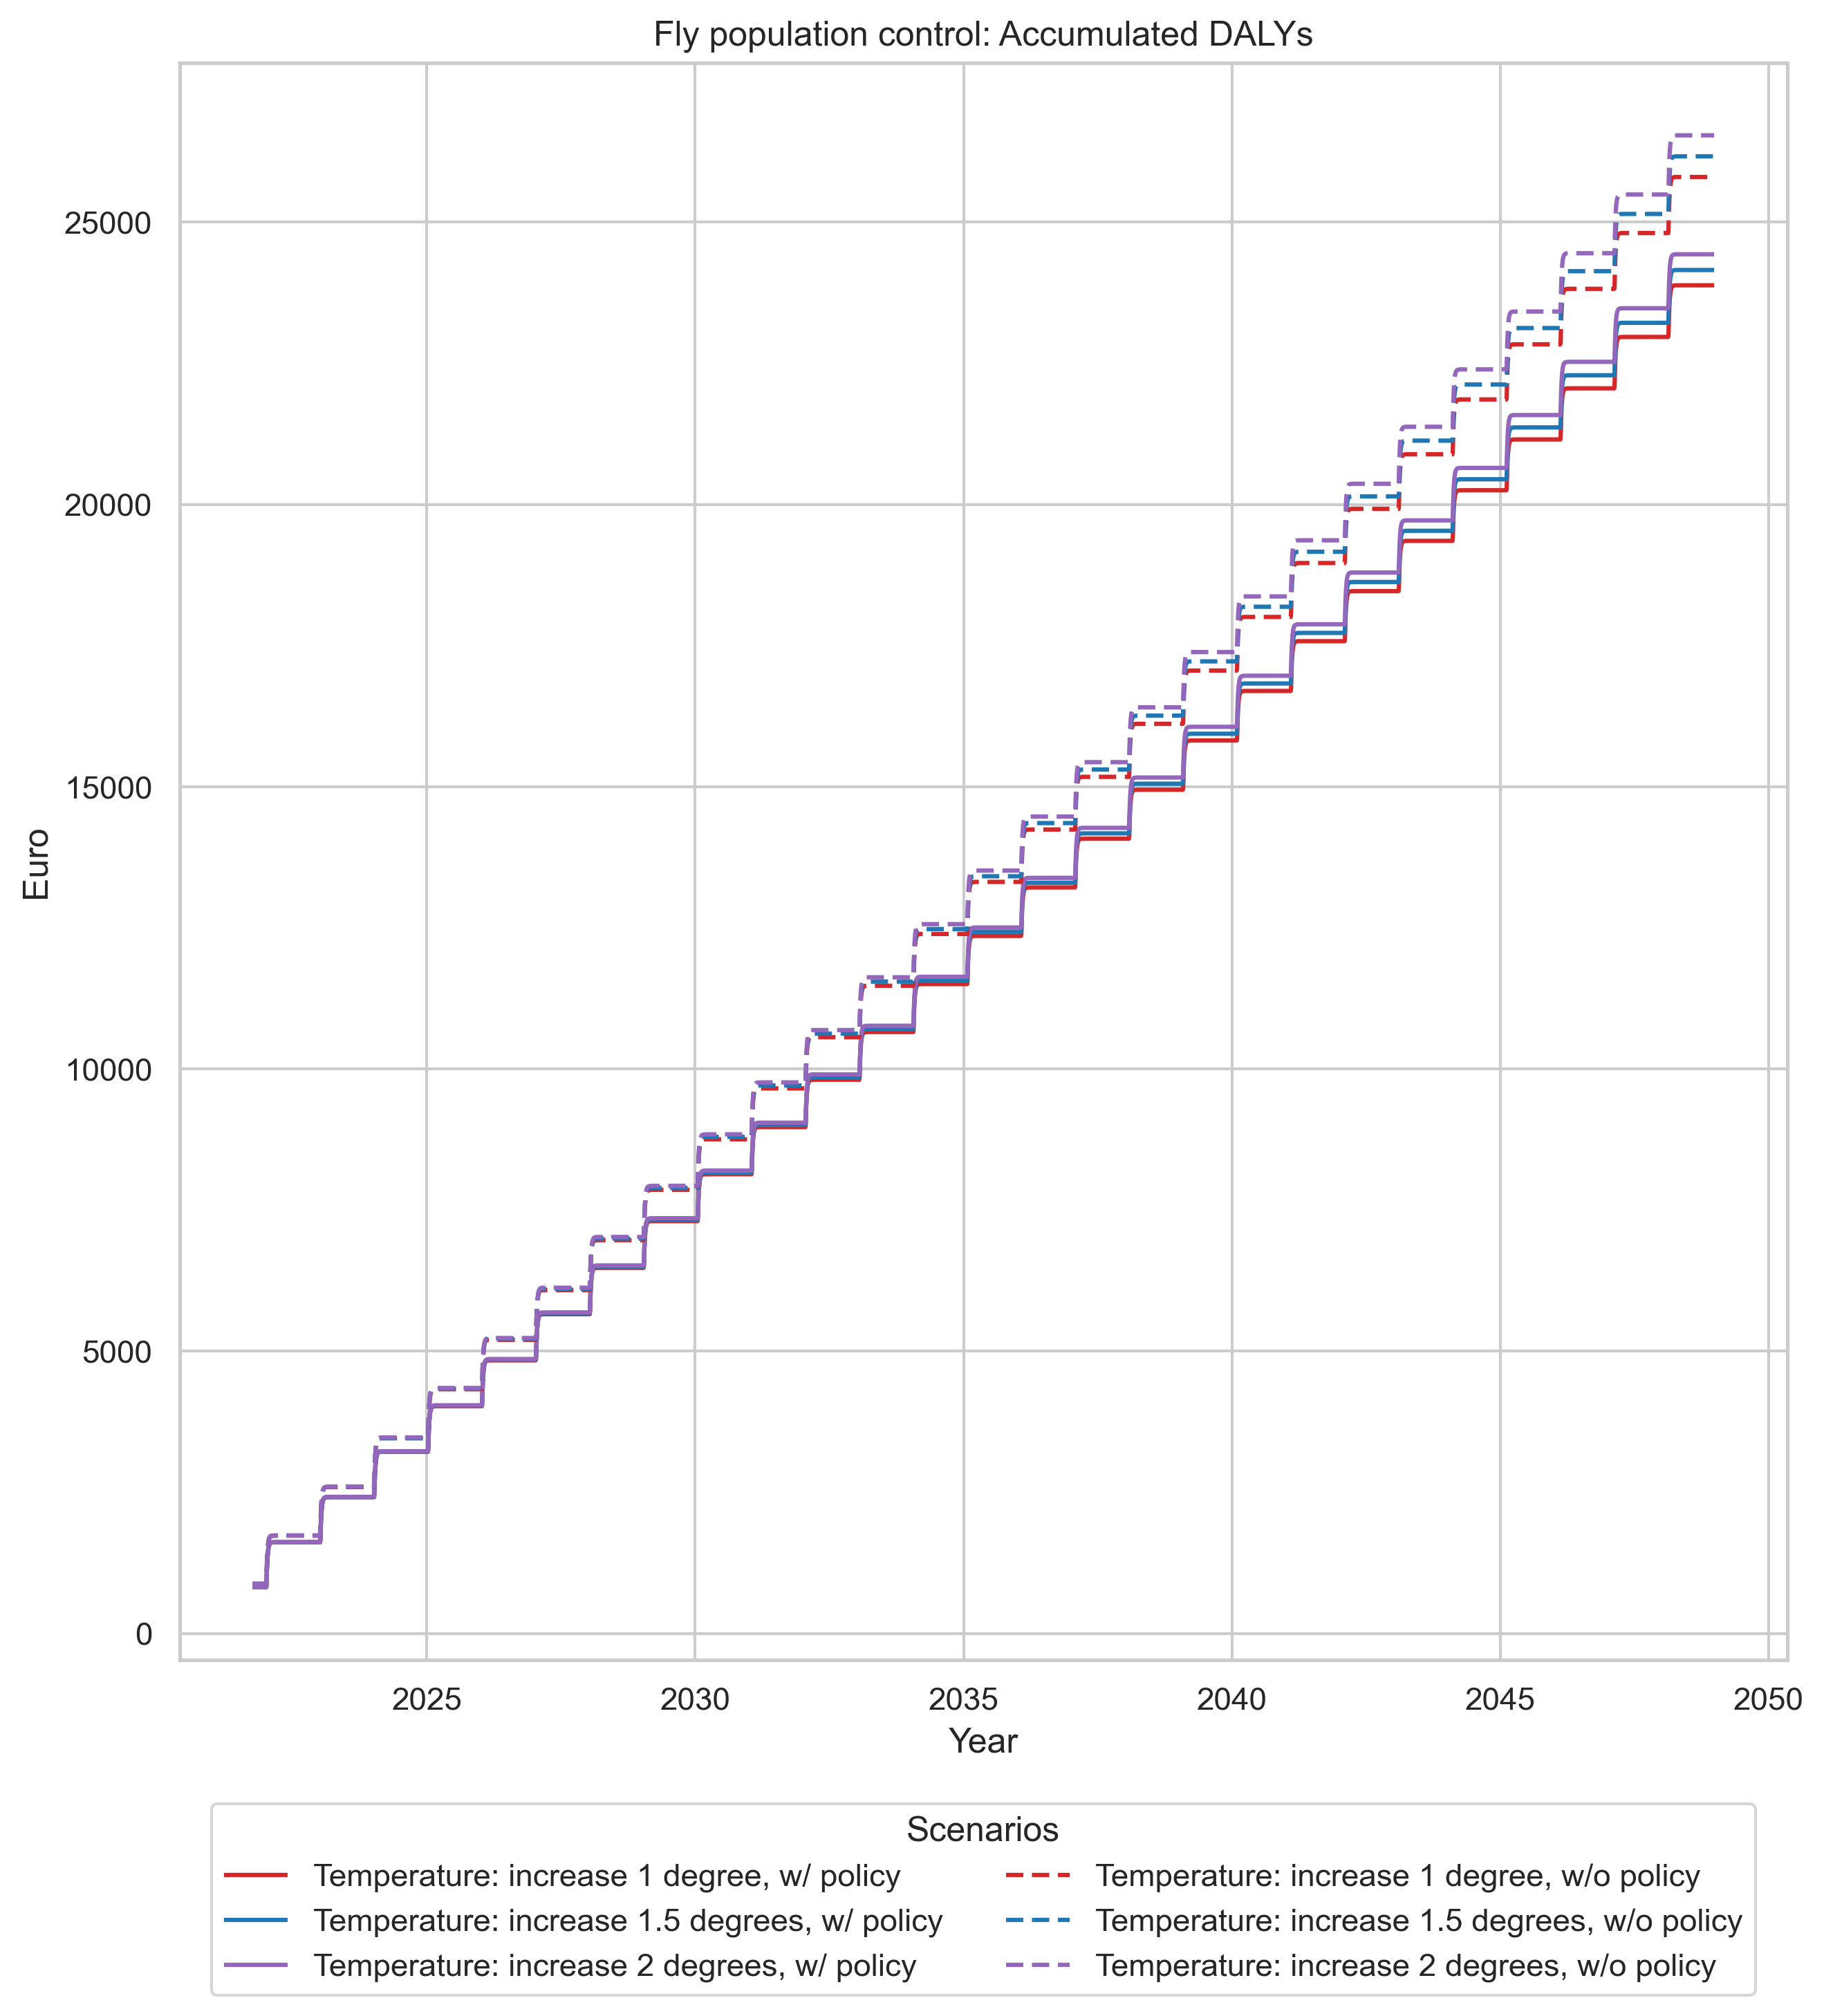 Fly population control: Accumulated DALYs
25000
20000
15000
10000
5000
0
Euro
2025 2030 2035 2040 2045 2050
Year
Scenarios
Temperature: increase 1 degree, w/ policy Temperature: increase 1 degree, w/o policy
Temperature: increase 1.5 degrees, w/ policy Temperature: increase 1.5 degrees, w/o policy
Temperature: increase 2 degrees, w/ policy Temperature: increase 2 degrees, w/o policy